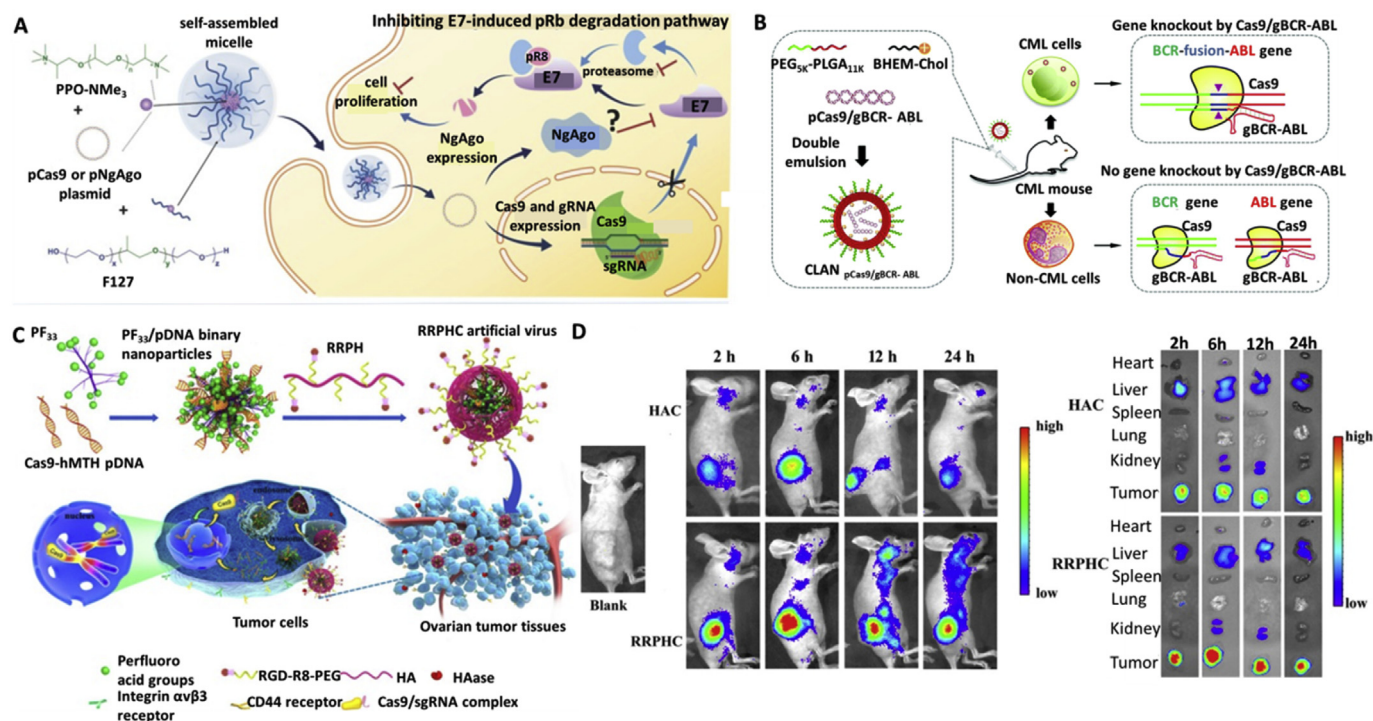 A
self-assembled
micelle
PPO-NMe3
+
pCas9 or pNgAgo
plasmid
+
HO
H
F127
Inhibiting E7-induced pRb degradation pathway
pR8
E7
proteasome
cell
proliferation
E7
NgAgo
?
NgAgo
expression
Cas9 and gRNA
expression
Cas9
sgRNA
B
PEG5K-PLGA11K
BHEM-Chol
pCas9/gBCR- ABL
Double
emulsion
CLAN pCas9/gBCR- ABL
CML cells
CML mouse
Non-CML cells
Gene knockout by Cas9/gBCR-ABL
BCR-fusion-ABL gene
Cas9
gBCR-ABL
No gene knockout by Cas9/gBCR-ABL
BCR gene
ABL gene
Cas9
Cas9
gBCR-ABL
gBCR-ABL
C
PF33
PF33/pDNA binary
nanoparticles
RRPH
RRPHC artificial virus
Cas9-hMTH pDNA
nucleus
Cas9
Cas9
Tumor cells
Ovarian tumor tissues
Perfluoro
acid groups
RGD-R8-PEG
HA
HAase
Integrin αvβ3
receptor
CD44 receptor
Cas9/sgRNA complex
D
2 h
6 h
12 h
24 h
HAC
RRPHC
Blank
high
low
2h
6h
12h
24h
HAC
Heart
Liver
Spleen
Lung
Kidney
Tumor
RRPHC
Heart
Liver
Spleen
Lung
Kidney
Tumor
high
low